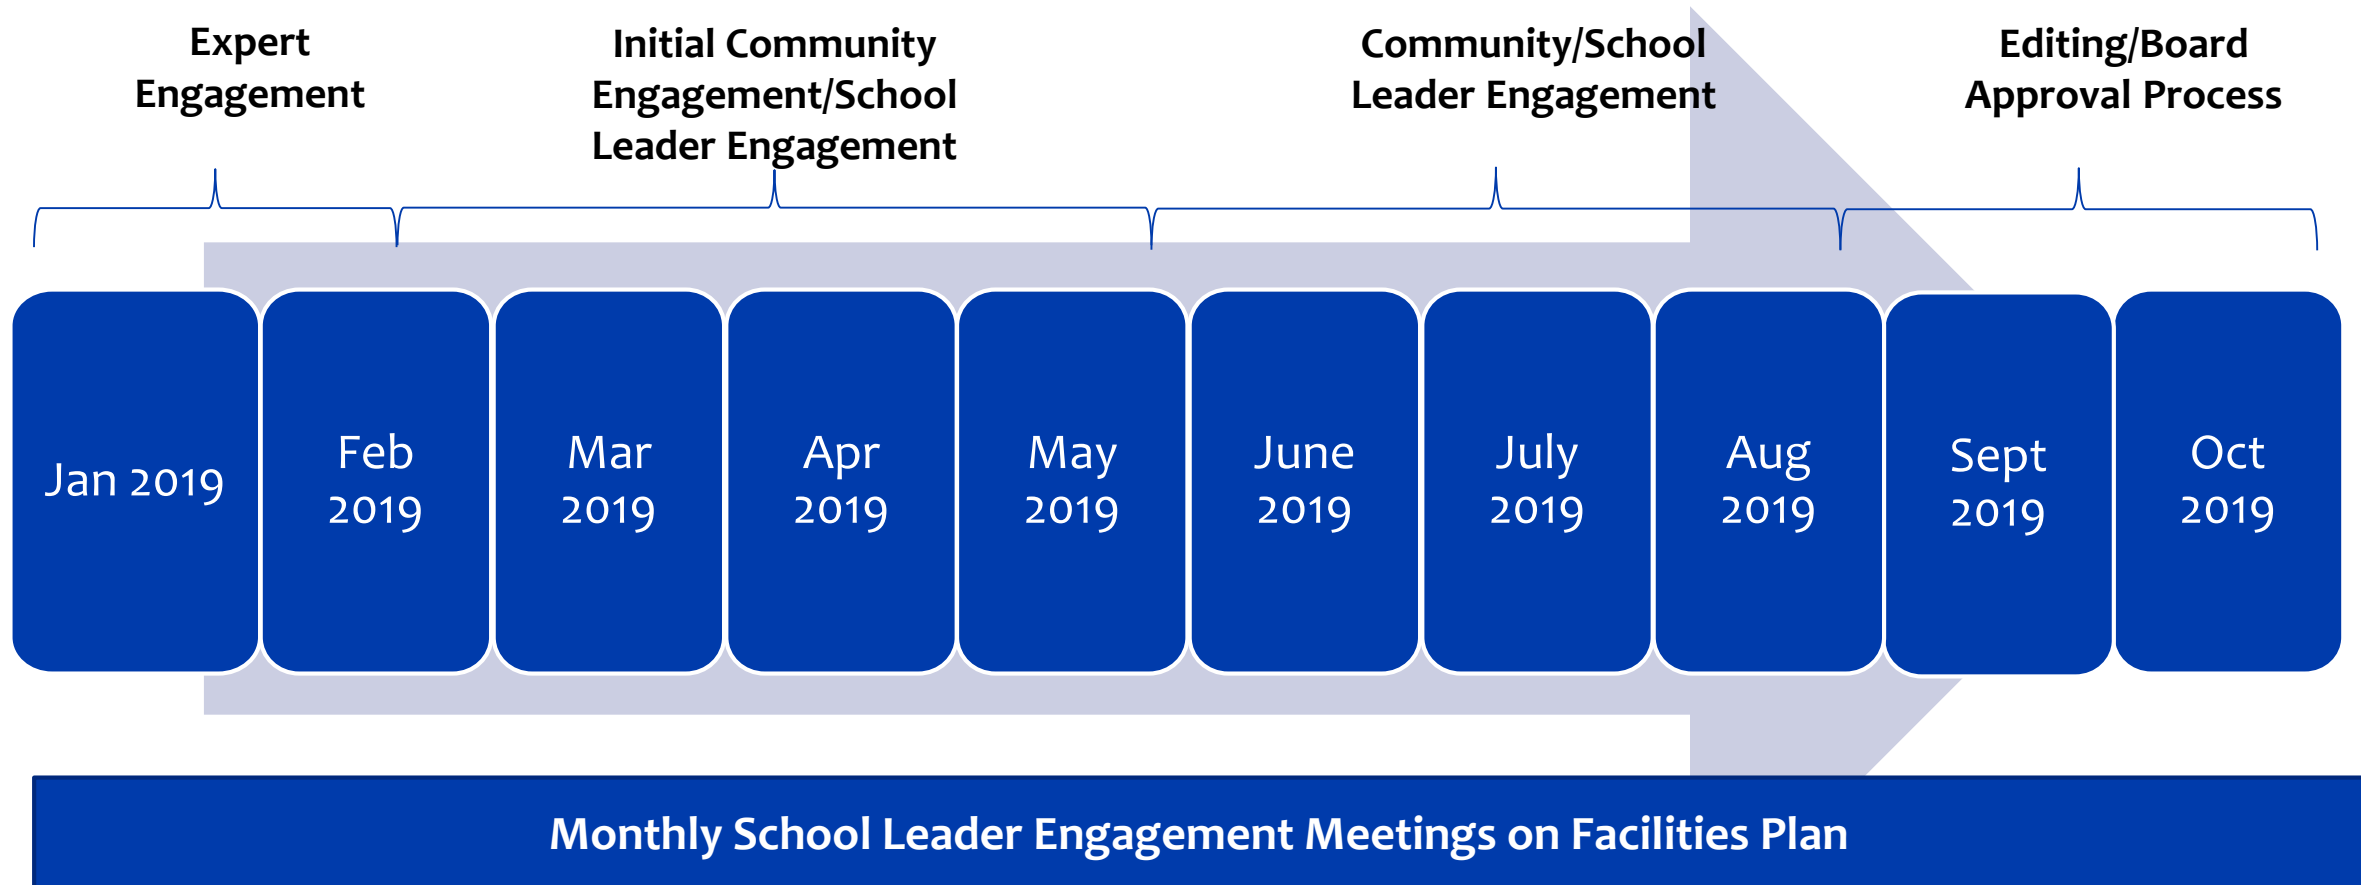 Expert
Engagement
Initial Community
Engagement/School
Leader Engagement
Community/School
Leader Engagement
Editing/Board
Approval Process
Jan 2019
Feb
2019
Mar
2019
Apr
2019
May
2019
June
2019
July
2019
Aug
2019
Sept
2019
Oct
2019
Monthly School Leader Engagement Meetings on Facilities Plan